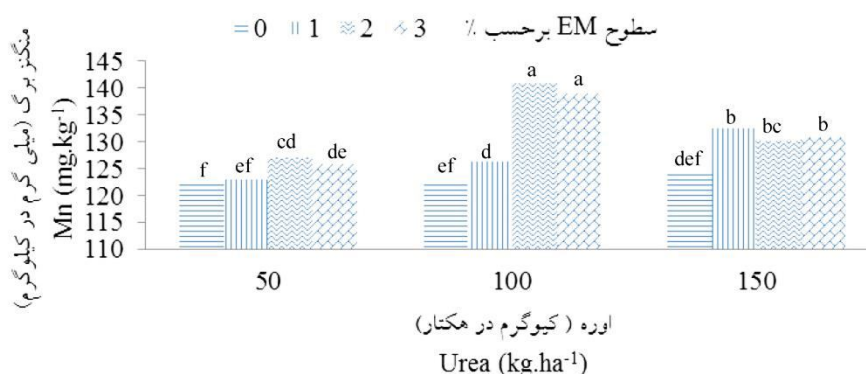 0 1 2 3 سطوح EM برحسب %
منگنز برگ (میلی گرم در کیلوگرم)
Mn (mg.kg-1)
145
140
135
130
125
120
115
110
f ef cd de
ef d a a
def b bc b
50 100 150
اوره ( کیوگرم در هکتار)
Urea (kg.ha-1)